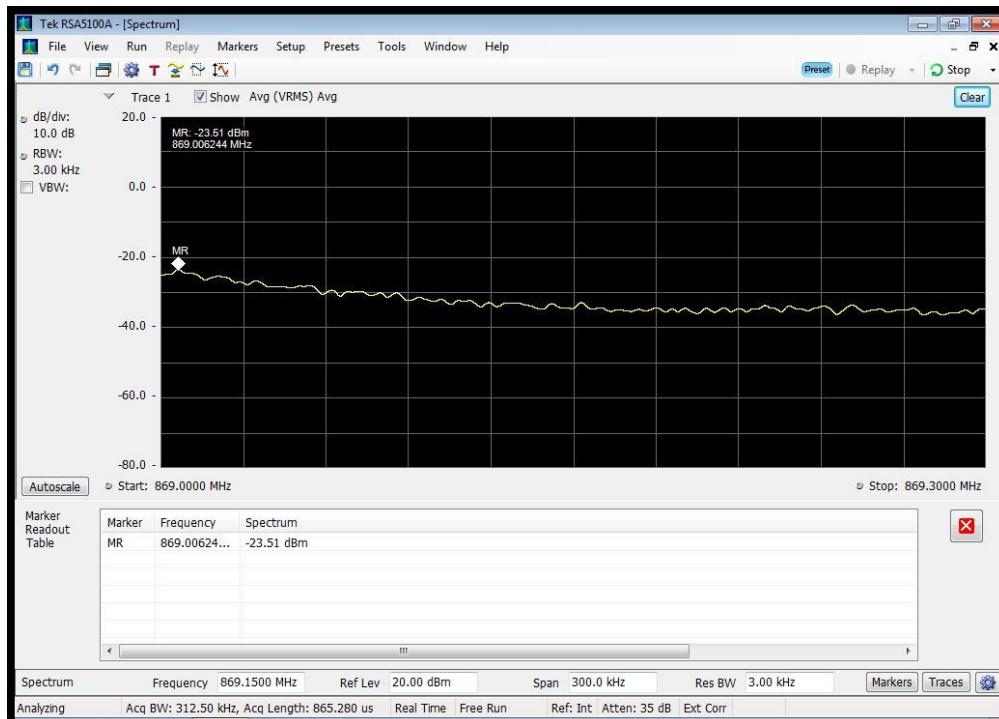 Tek RSA5100A - [Spectrum]
File View Run Replay Markers Setup Presets Tools Window Help
T Preset Replay Stop
Trace 1 Show Avg (VRMS) Avg Clear
dB/div:
10.0 dB
RBW:
3.00 kHz
VBW:
20.0
0.0
-20.0
-40.0
-60.0
-80.0
MR: -23.51 dBm
869.006244 MHz
MR
Autoscale Start: 869.0000 MHz Stop: 869.3000 MHz
Marker
Readout
Table
Marker Frequency Spectrum
MR 869.00624... -23.51 dBm
Spectrum Frequency 869.1500 MHz Ref Lev 20.00 dBm Span 300.0 kHz Res BW 3.00 kHz Markers Traces
Analyzing Acq BW: 312.50 kHz, Acq Length: 865.280 us Real Time Free Run Ref: Int Atten: 35 dB Ext Corr